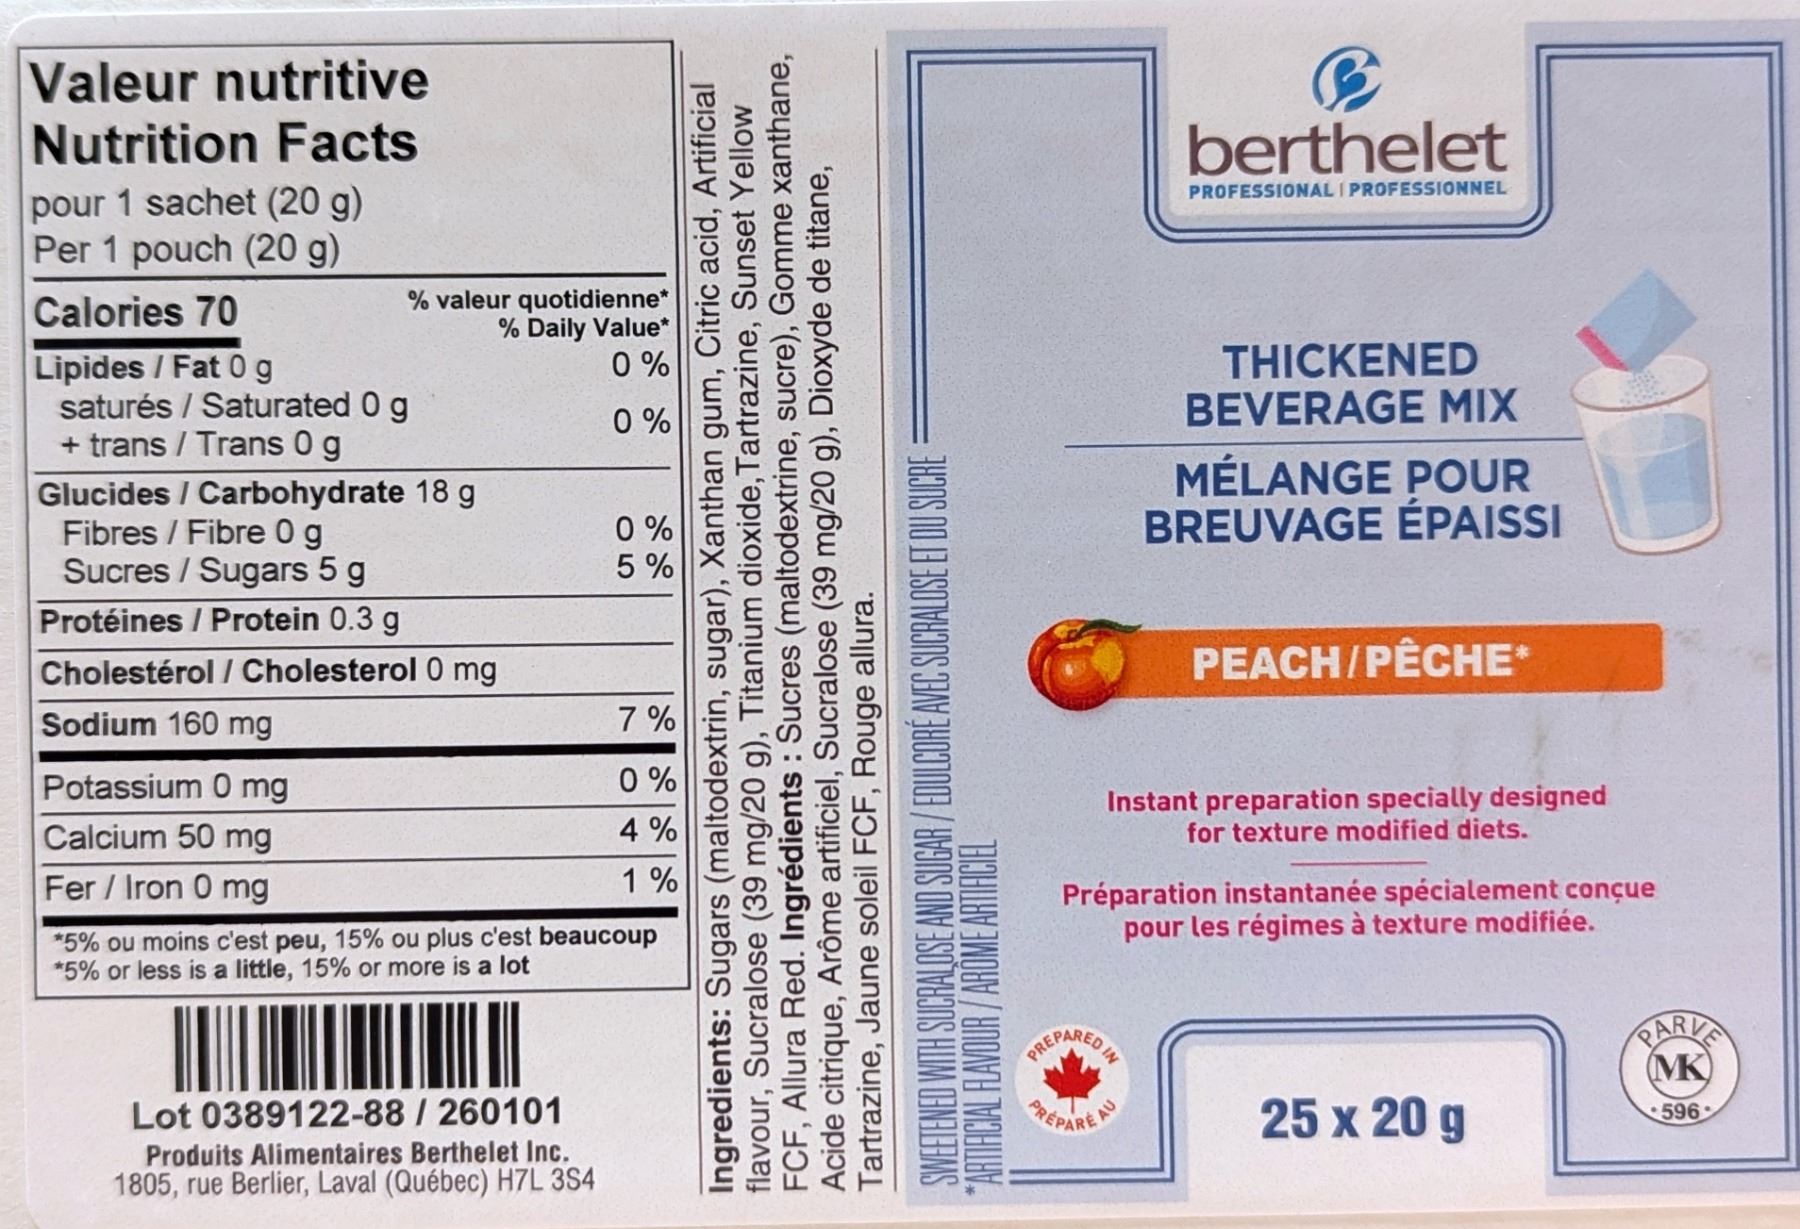 Valeur nutritive
Nutrition Facts
pour 1 sachet (20 g)
Per 1 pouch (20 g)
Calories 70
% valeur quotidienne*
% Daily Value*
Lipides / Fat 0 g 0 %
saturés / Saturated 0 g
+ trans / Trans 0 g 0 %
Glucides / Carbohydrate 18 g
Fibres / Fibre 0 g 0 %
Sucres / Sugars 5 g 5 %
Protéines / Protein 0.3 g
Cholestérol / Cholesterol 0 mg
Sodium 160 mg 7 %
Potassium 0 mg 0 %
Calcium 50 mg 4 %
Fer / Iron 0 mg 1 %
*5% ou moins c'est peu, 15% ou plus c'est beaucoup
*5% or less is a little, 15% or more is a lot
Lot 0389122-88 / 260101
Produits Alimentaires Berthelet Inc.
1805, rue Berlier, Laval (Québec) H7L 3S4
Ingredients: Sugars (maltodextrin, sugar), Xanthan gum, Citric acid, Artificial
flavour, Sucralose (39 mg/20 g), Titanium dioxide,Tartrazine, Sunset Yellow
FCF, Allura Red. Ingrédients : Sucres (maltodextrine, sucre), Gomme xanthane,
Acide citrique, Arôme artificiel, Sucralose (39 mg/20 g), Dioxyde de titane,
Tartrazine, Jaune soleil FCF, Rouge allura.
SWEETENED WITH SUCRALOSE AND SUGAR / ÉDULCORÉ AVEC SUCRALOSE ET DU SUCRE
*ARTIFICIAL FLAVOUR / ARÔME ARTIFICIEL
berthelet
PROFESSIONAL | PROFESSIONNEL
THICKENED
BEVERAGE MIX
MÉLANGE POUR
BREUVAGE ÉPAISSI
PEACH/PÊCHE*
Instant preparation specially designed
for texture modified diets.
Préparation instantanée spécialement conçue
pour les régimes à texture modifiée.
PREPARED IN
PRÉPARÉ AU
25 x 20 g
PARVE
MK
•596•